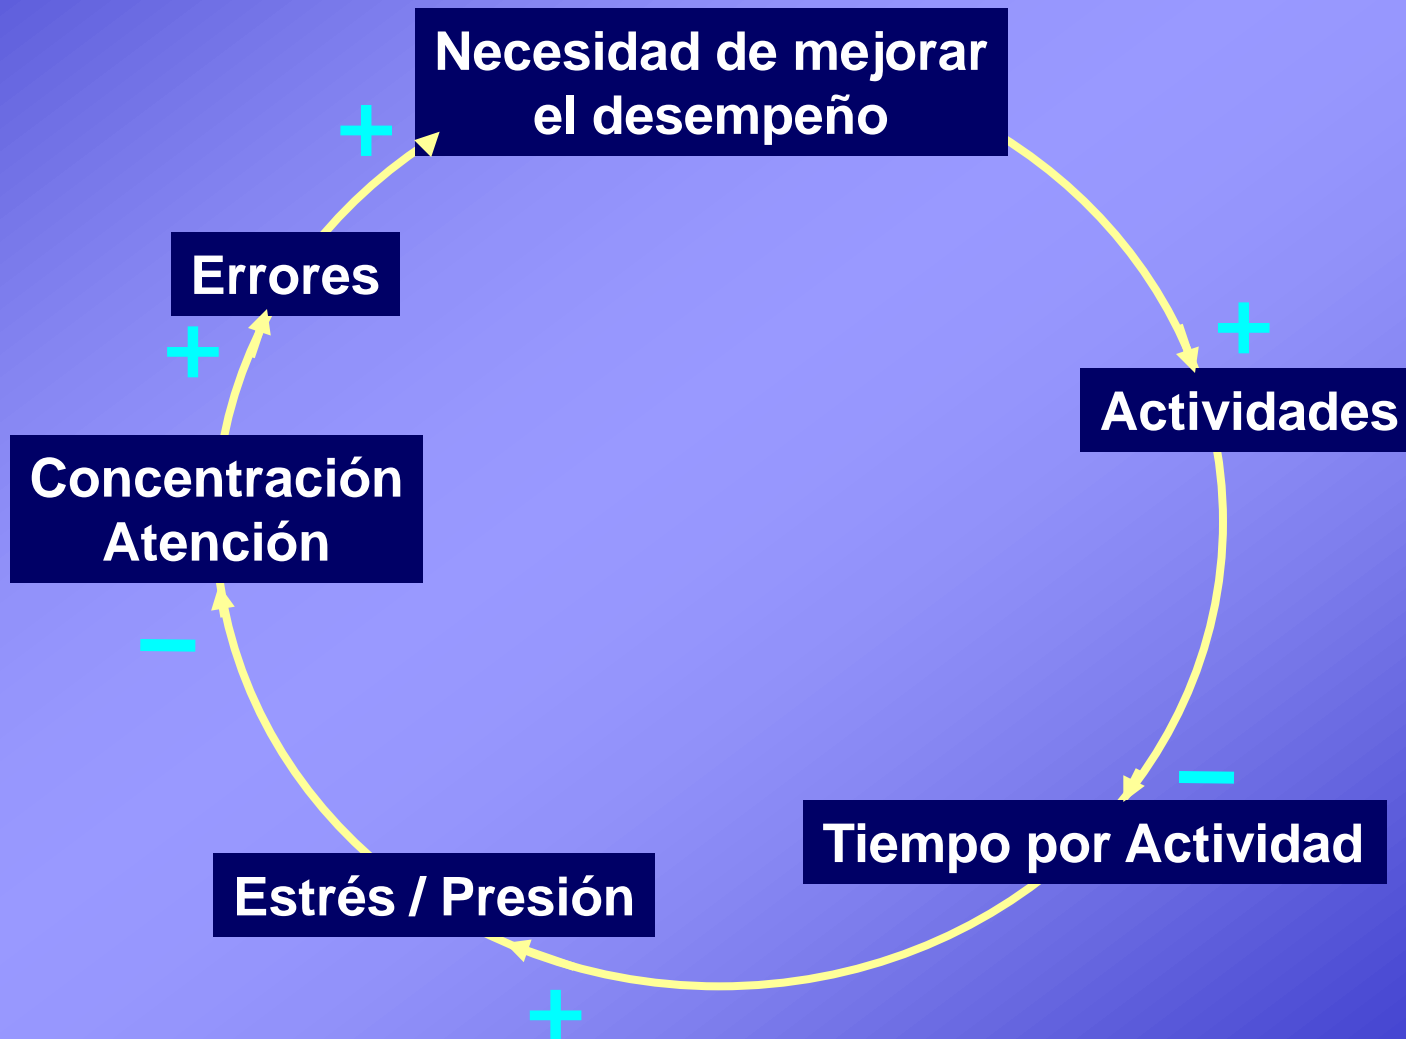 Necesidad de mejorar
el desempeño
+
+
Errores
+
Actividades
Concentración
Atención
–
–
Tiempo por Actividad
Estrés / Presión
+